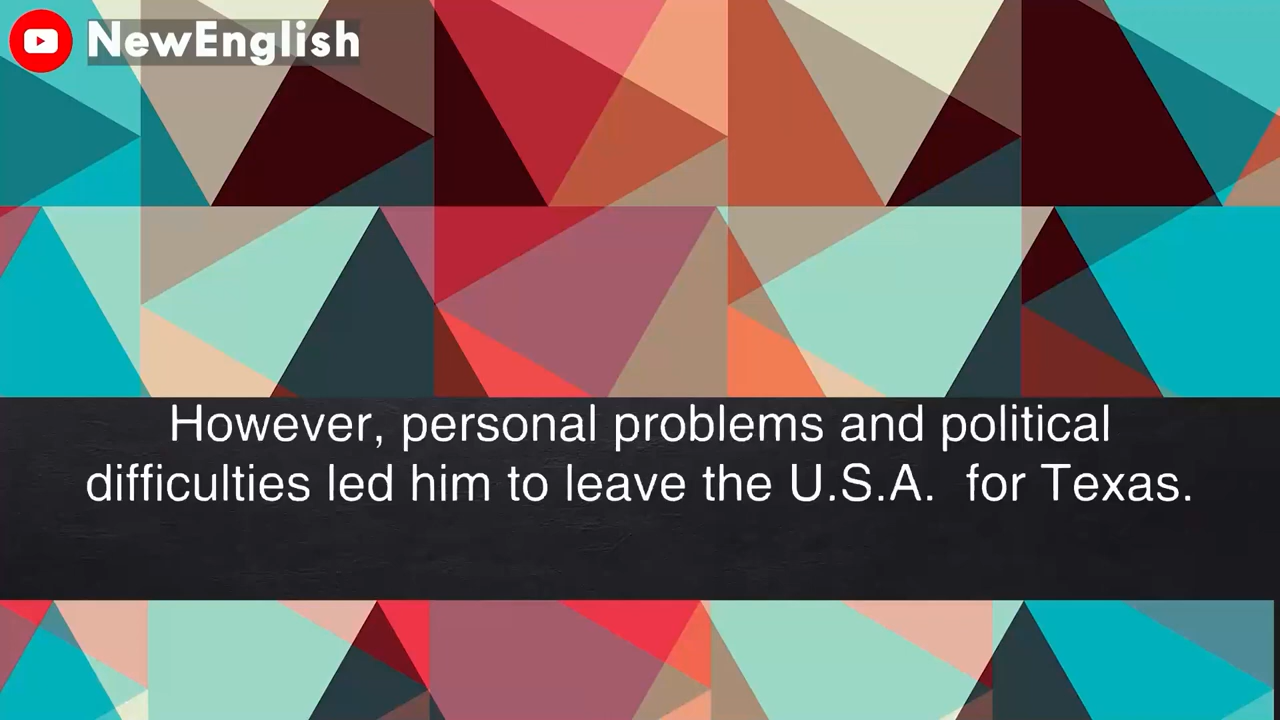 NewEnglish
However, personal problems and political
difficulties led him to leave the U.S.A.  for Texas.